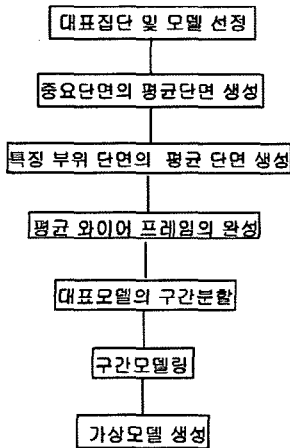 대표집단 및 모델 선정
중요단면의 평균단면 생성
특징 부위 단면의 평균 단면 생성
평균 와이어 프레임의 완성
대표모델의 구간분할
구간모델링
가상모델 생성